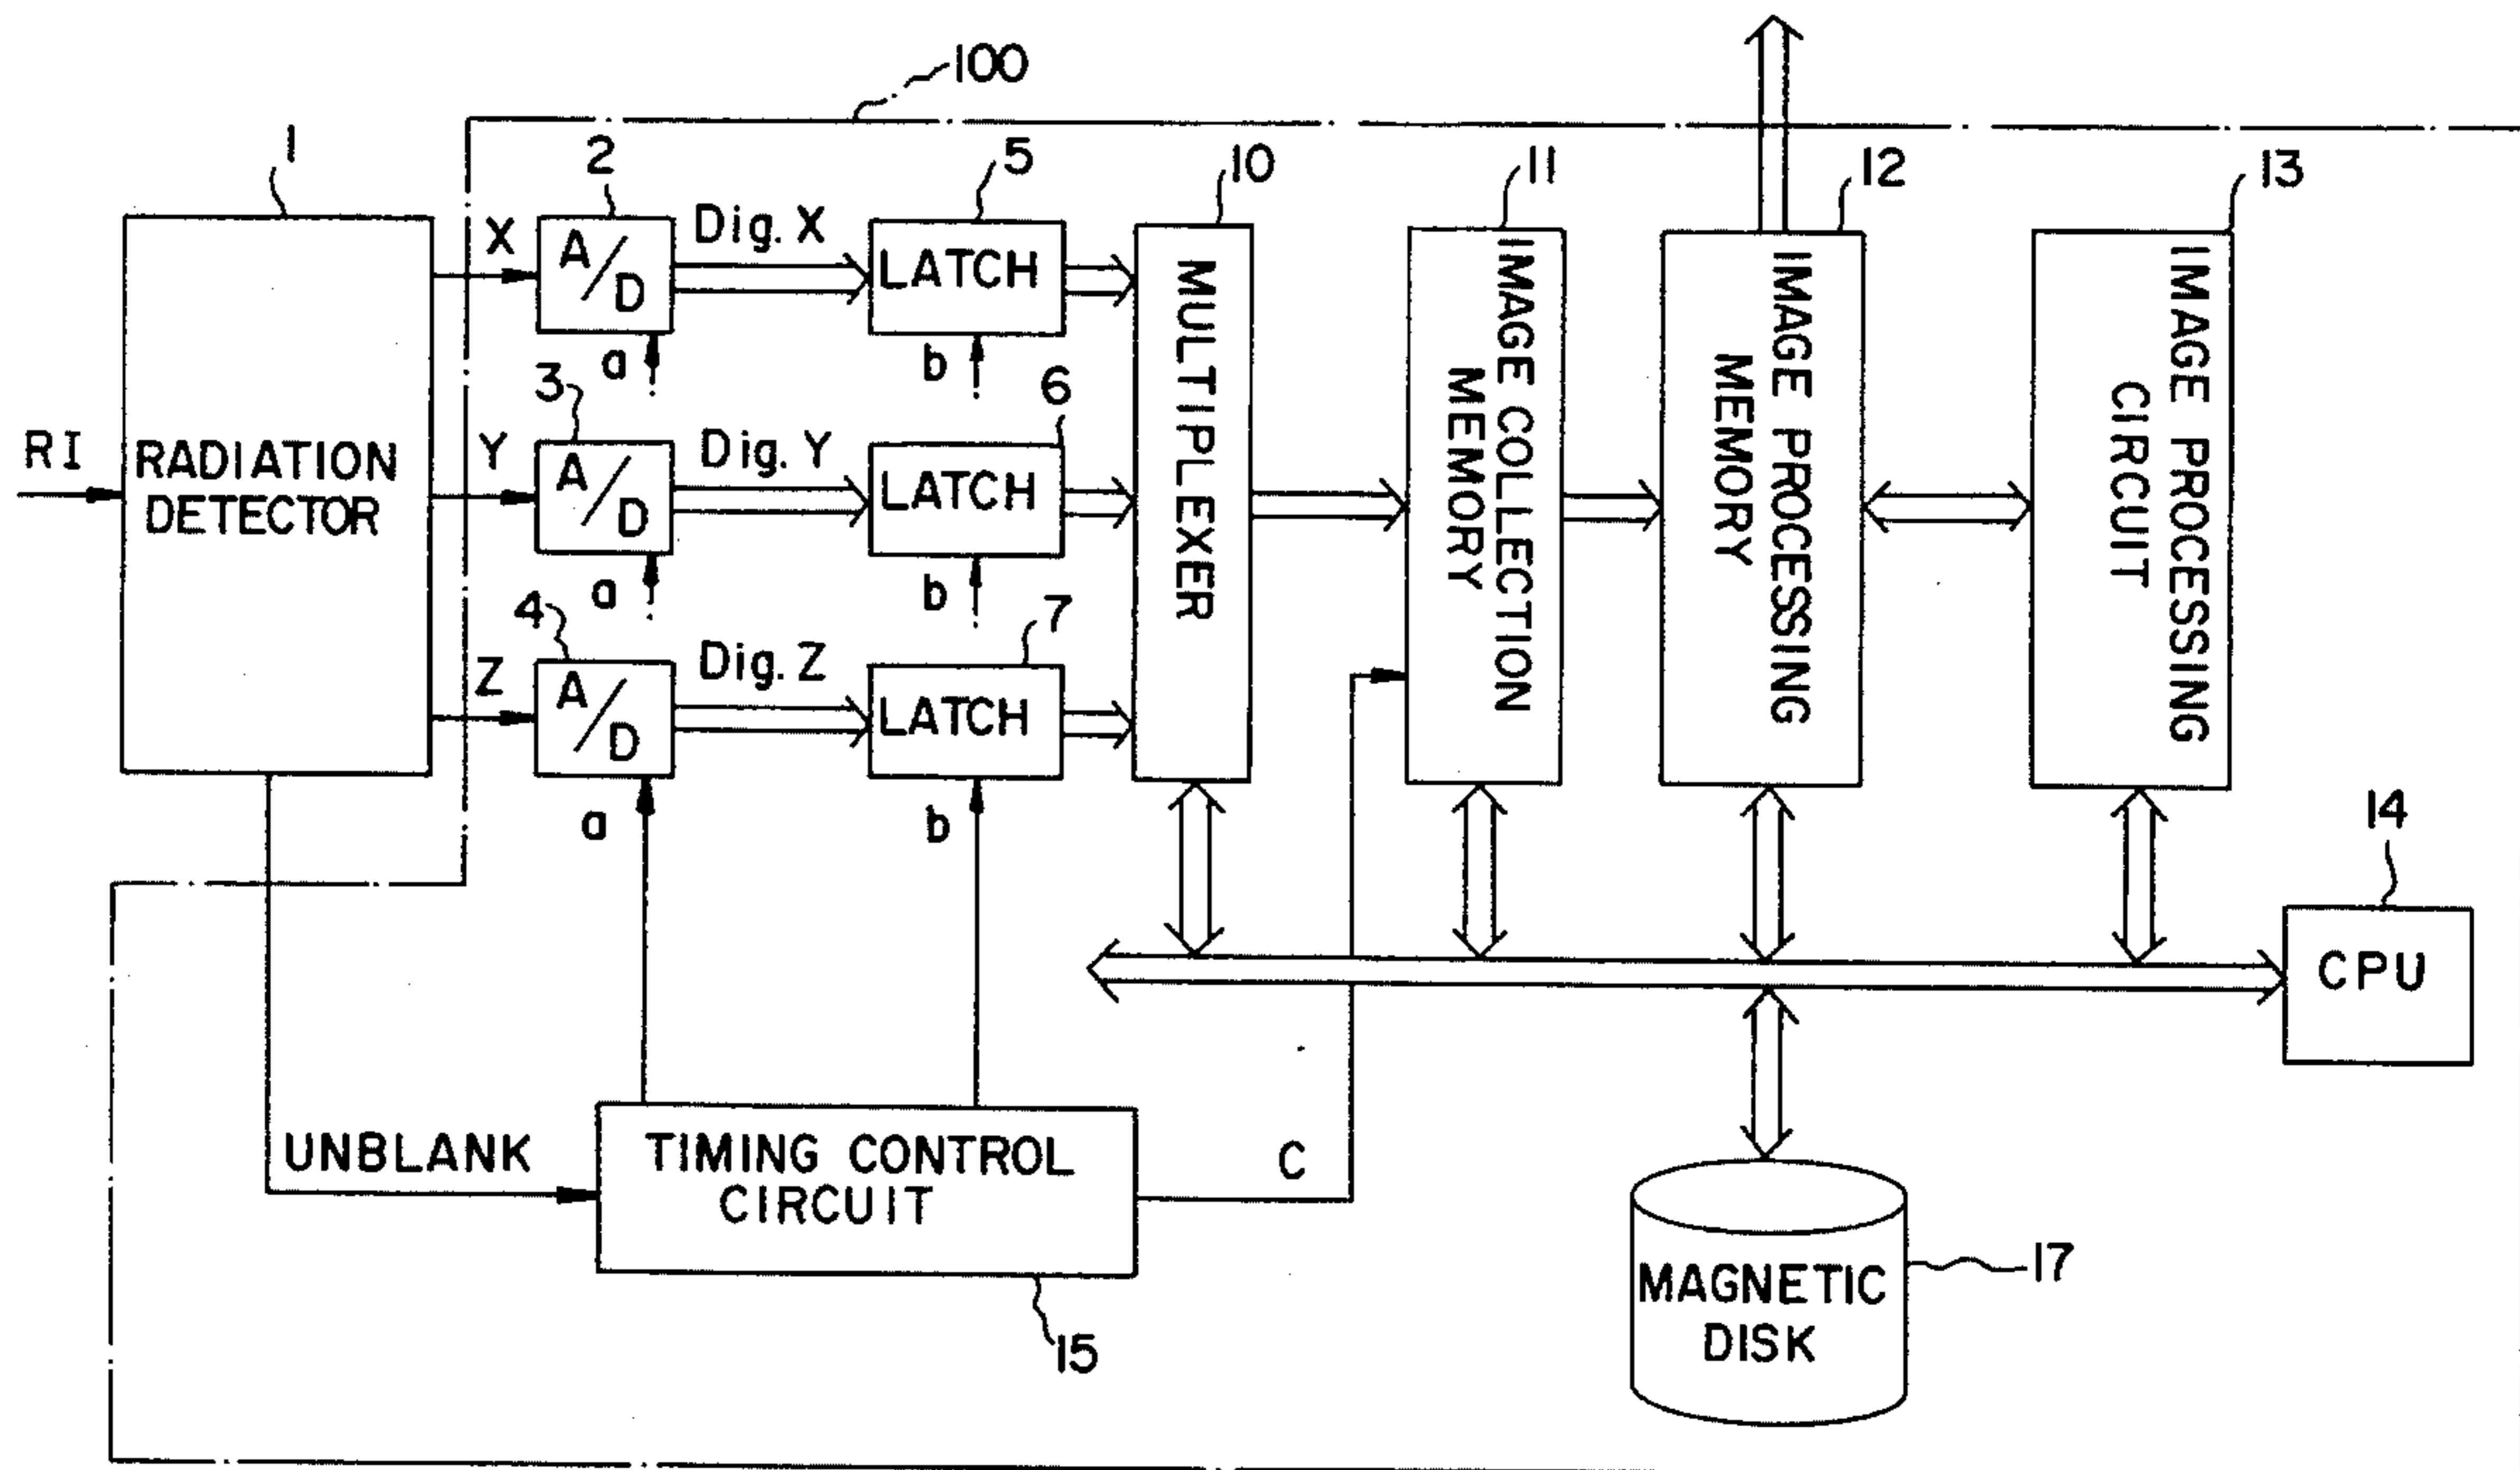 100
1
2
5
10
11
12
13
X
A/D
Dig. X
LATCH
a
b
RI
RADIATION
DETECTOR
3
Y
A/D
Dig. Y
6
LATCH
a
b
4
Z
A/D
Dig. Z
7
LATCH
a
b
MULTIPLEXER
IMAGE COLLECTION
MEMORY
IMAGE PROCESSING
MEMORY
IMAGE PROCESSING
CIRCUIT
14
CPU
UNBLANK
TIMING CONTROL
CIRCUIT
C
15
MAGNETIC
DISK
17